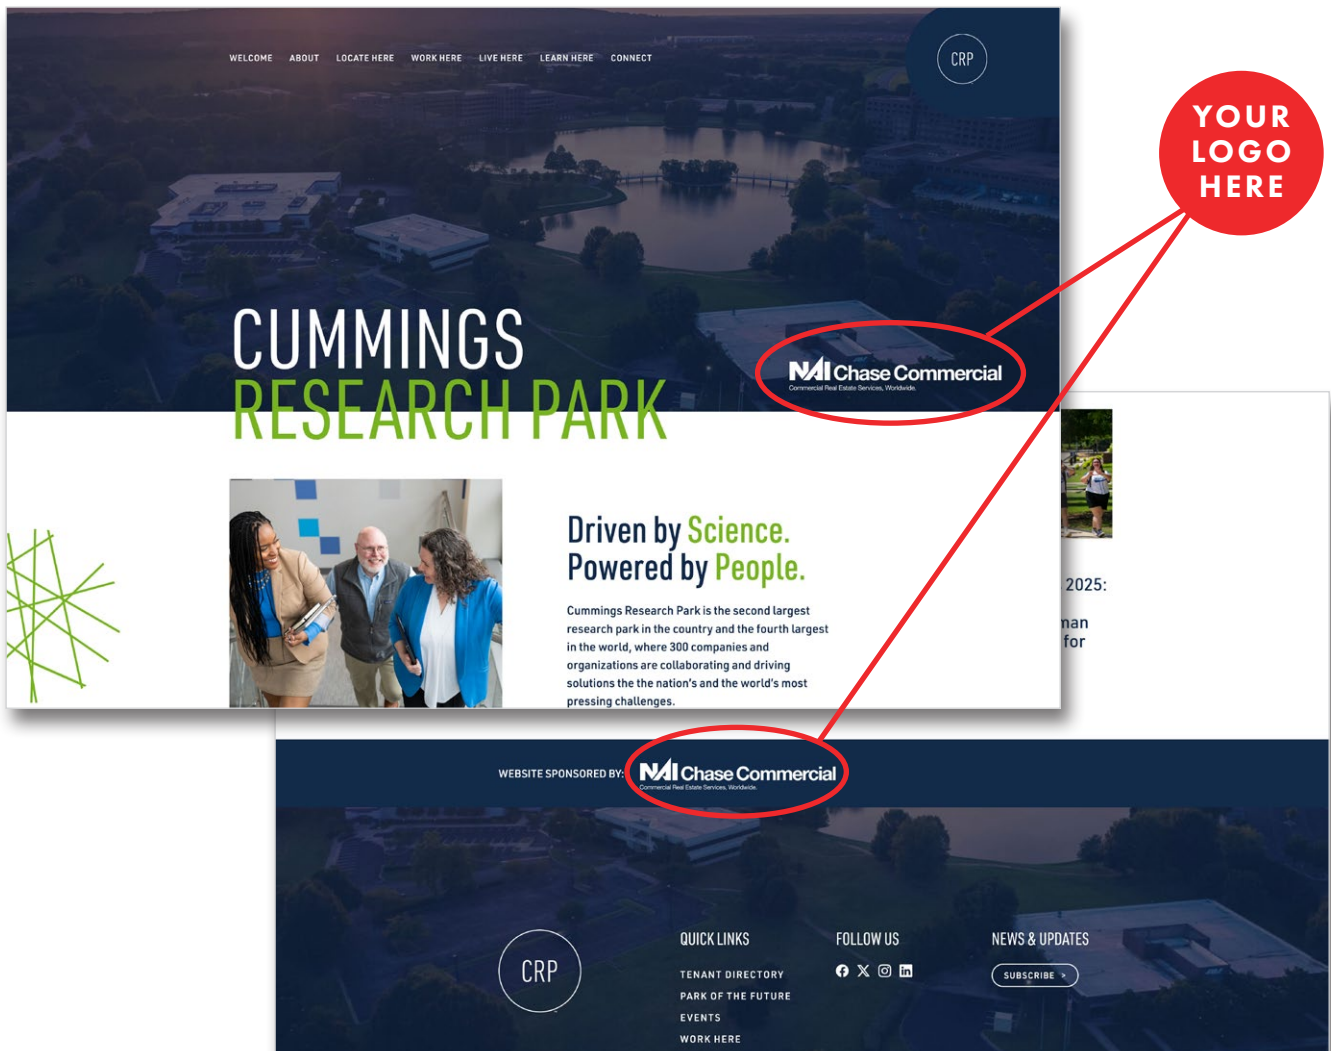 WELCOME ABOUT LOCATE HERE WORK HERE LIVE HERE LEARN HERE CONNECT
CRP
YOUR
LOGO
HERE
CUMMINGS
RESEARCH PARK
NAI Chase Commercial
Commercial Real Estate Services, Worldwide.
Driven by Science.
Powered by People.
Cummings Research Park is the second largest
research park in the country and the fourth largest
in the world, where 300 companies and
organizations are collaborating and driving
solutions the the nation's and the world's most
pressing challenges.
2025:
man
for
WEBSITE SPONSORED BY: NAI Chase Commercial
Commercial Real Estate Services, Worldwide.
CRP
QUICK LINKS
TENANT DIRECTORY
PARK OF THE FUTURE
EVENTS
WORK HERE
FOLLOW US
NEWS & UPDATES
SUBSCRIBE >